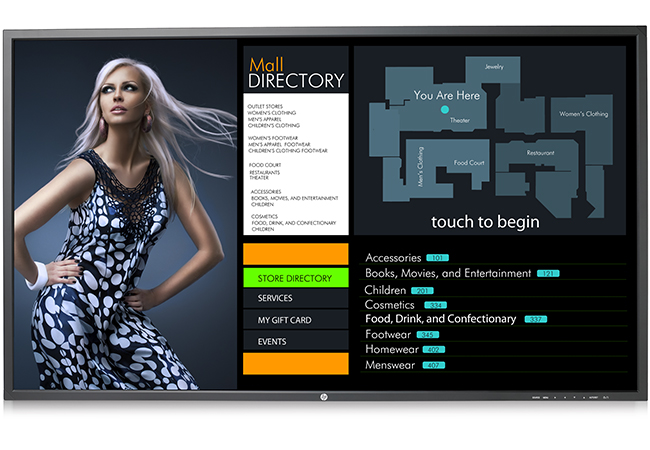 Mall
DIRECTORY
OUTLET STORES
WOMEN'S CLOTHING
MEN'S APPAREL
CHILDREN'S CLOTHING
WOMEN'S FOOTWEAR
MEN'S APPAREL FOOTWEAR
CHILDREN'S CLOTHING FOOTWEAR
FOOD COURT
RESTAURANTS
THEATER
ACCESSORIES
BOOKS, MOVIES, AND ENTERTAINMENT
CHILDREN
COSMETICS
FOOD, DRINK, AND CONFECTIONARY
CHILDREN
STORE DIRECTORY
SERVICES
MY GIFT CARD
EVENTS
Jewelry
You Are Here
Theater
Women's Clothing
Men's Clothing
Food Court
Restaurant
touch to begin
Accessories 101
Books, Movies, and Entertainment 121
Children 201
Cosmetics 334
Food, Drink, and Confectionary 337
Footwear 345
Homewear 402
Menswear 407
hp